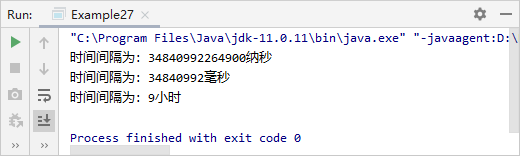 Run: Example27
"C:\Program Files\Java\jdk-11.0.11\bin\java.exe" "-javaagent:D:\
时间间隔为: 34840992264900纳秒
时间间隔为: 34840992毫秒
时间间隔为: 9小时
Process finished with exit code 0